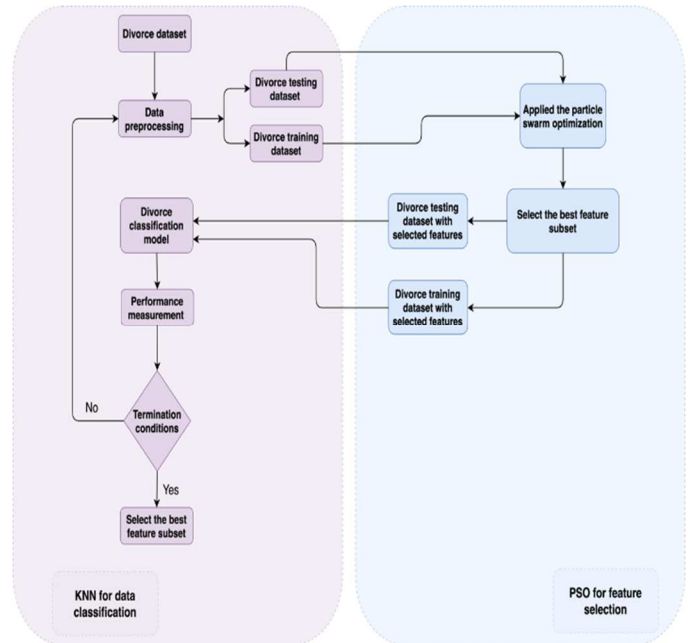 Divorce dataset
Data
preprocessing
Divorce testing
dataset
Divorce training
dataset
Applied the particle
swarm optimization
Select the best feature
subset
Divorce testing
dataset with
selected features
Divorce training
dataset with
selected features
Divorce
classification
model
Performance
measurement
Termination
conditions
No
Yes
Select the best
feature subset
KNN for data
classification
PSO for feature
selection